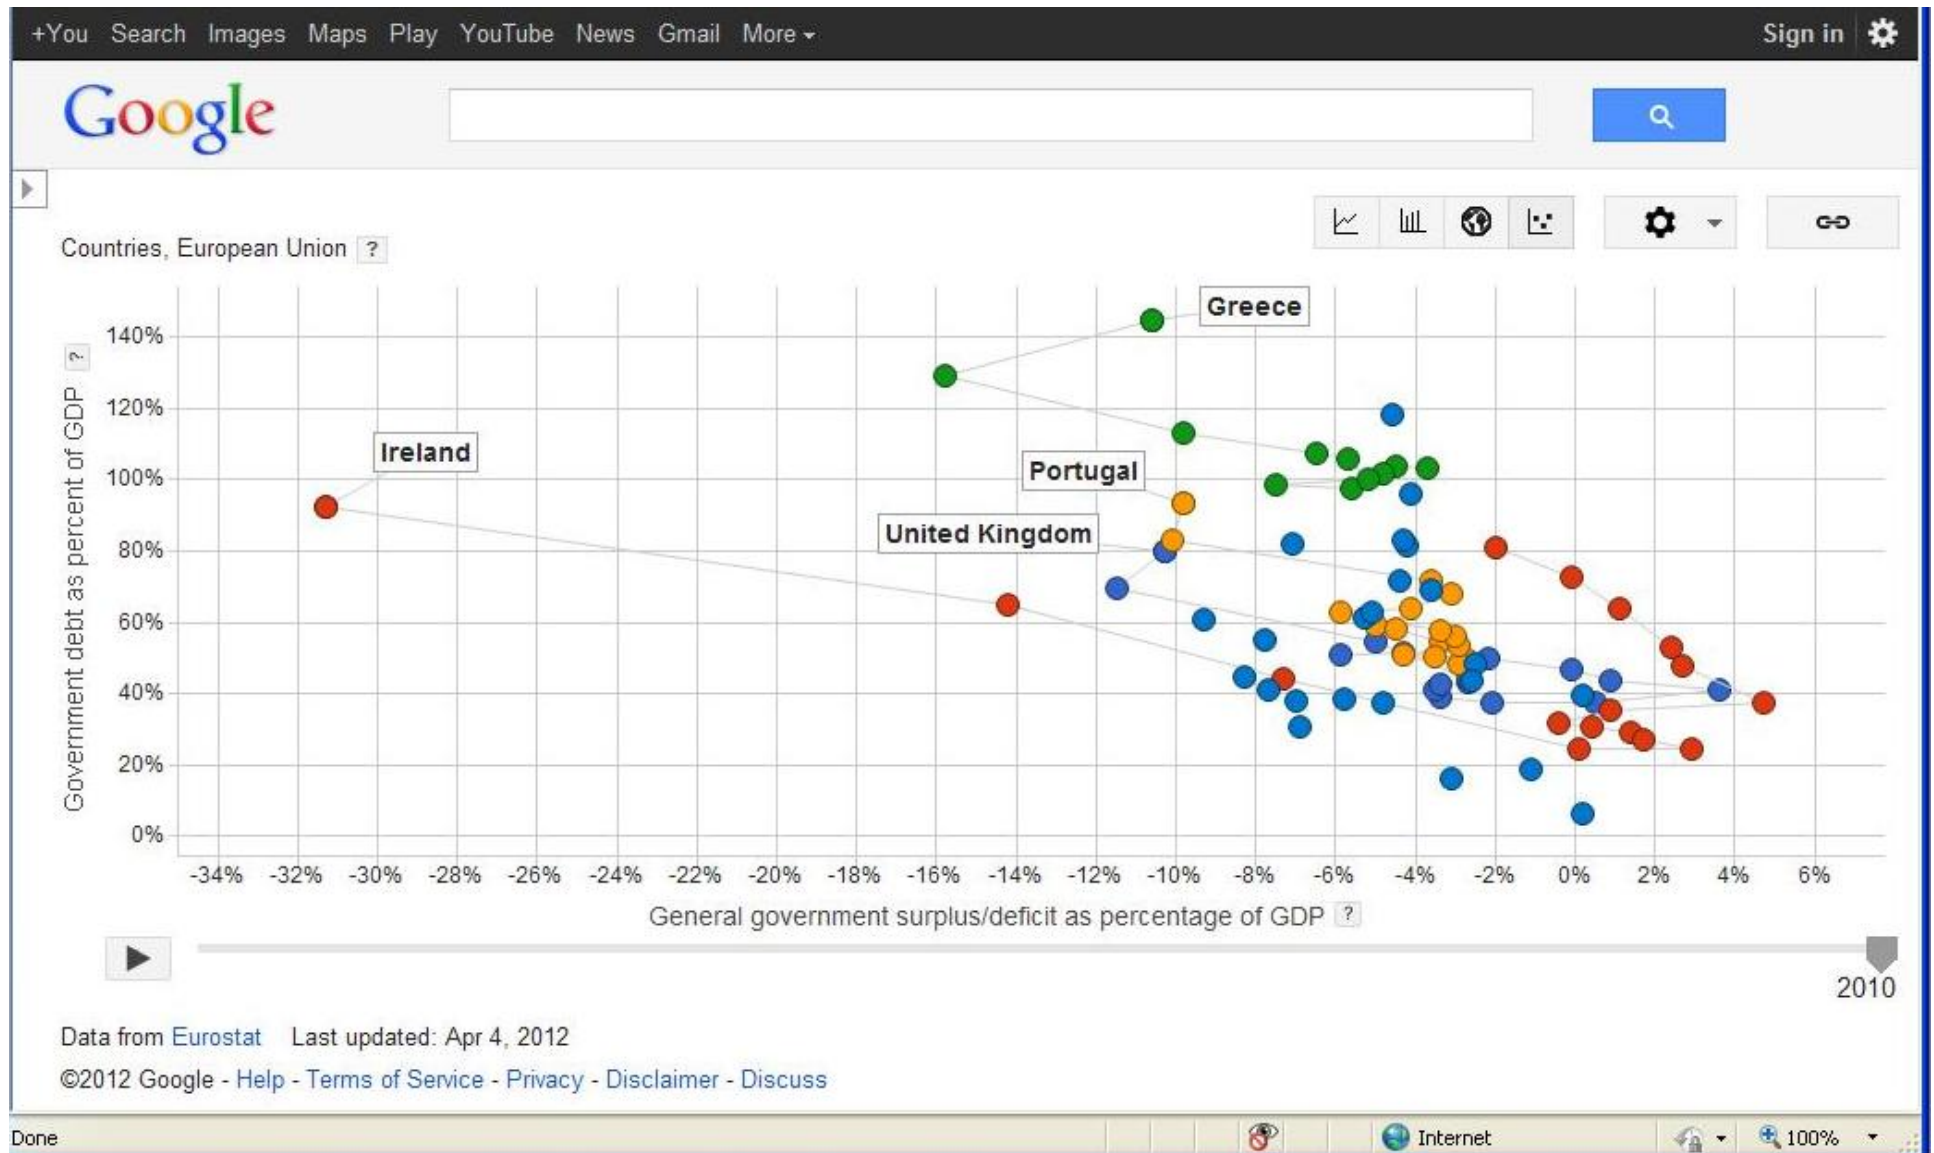 +You Search Images Maps Play YouTube News Gmail More Sign in
Google
Countries, European Union ?
Greece
140%
?
120%
Ireland
Portugal
100%
United Kingdom
80%
60%
40%
20%
0%
Government debt as percent of GDP
-34% -32% -30% -28% -26% -24% -22% -20% -18% -16% -14% -12% -10% -8% -6% -4% -2% 0% 2% 4% 6%
General government surplus/deficit as percentage of GDP ?
2010
Data from Eurostat Last updated: Apr 4, 2012
©2012 Google - Help - Terms of Service - Privacy - Disclaimer - Discuss
Done Internet 100%